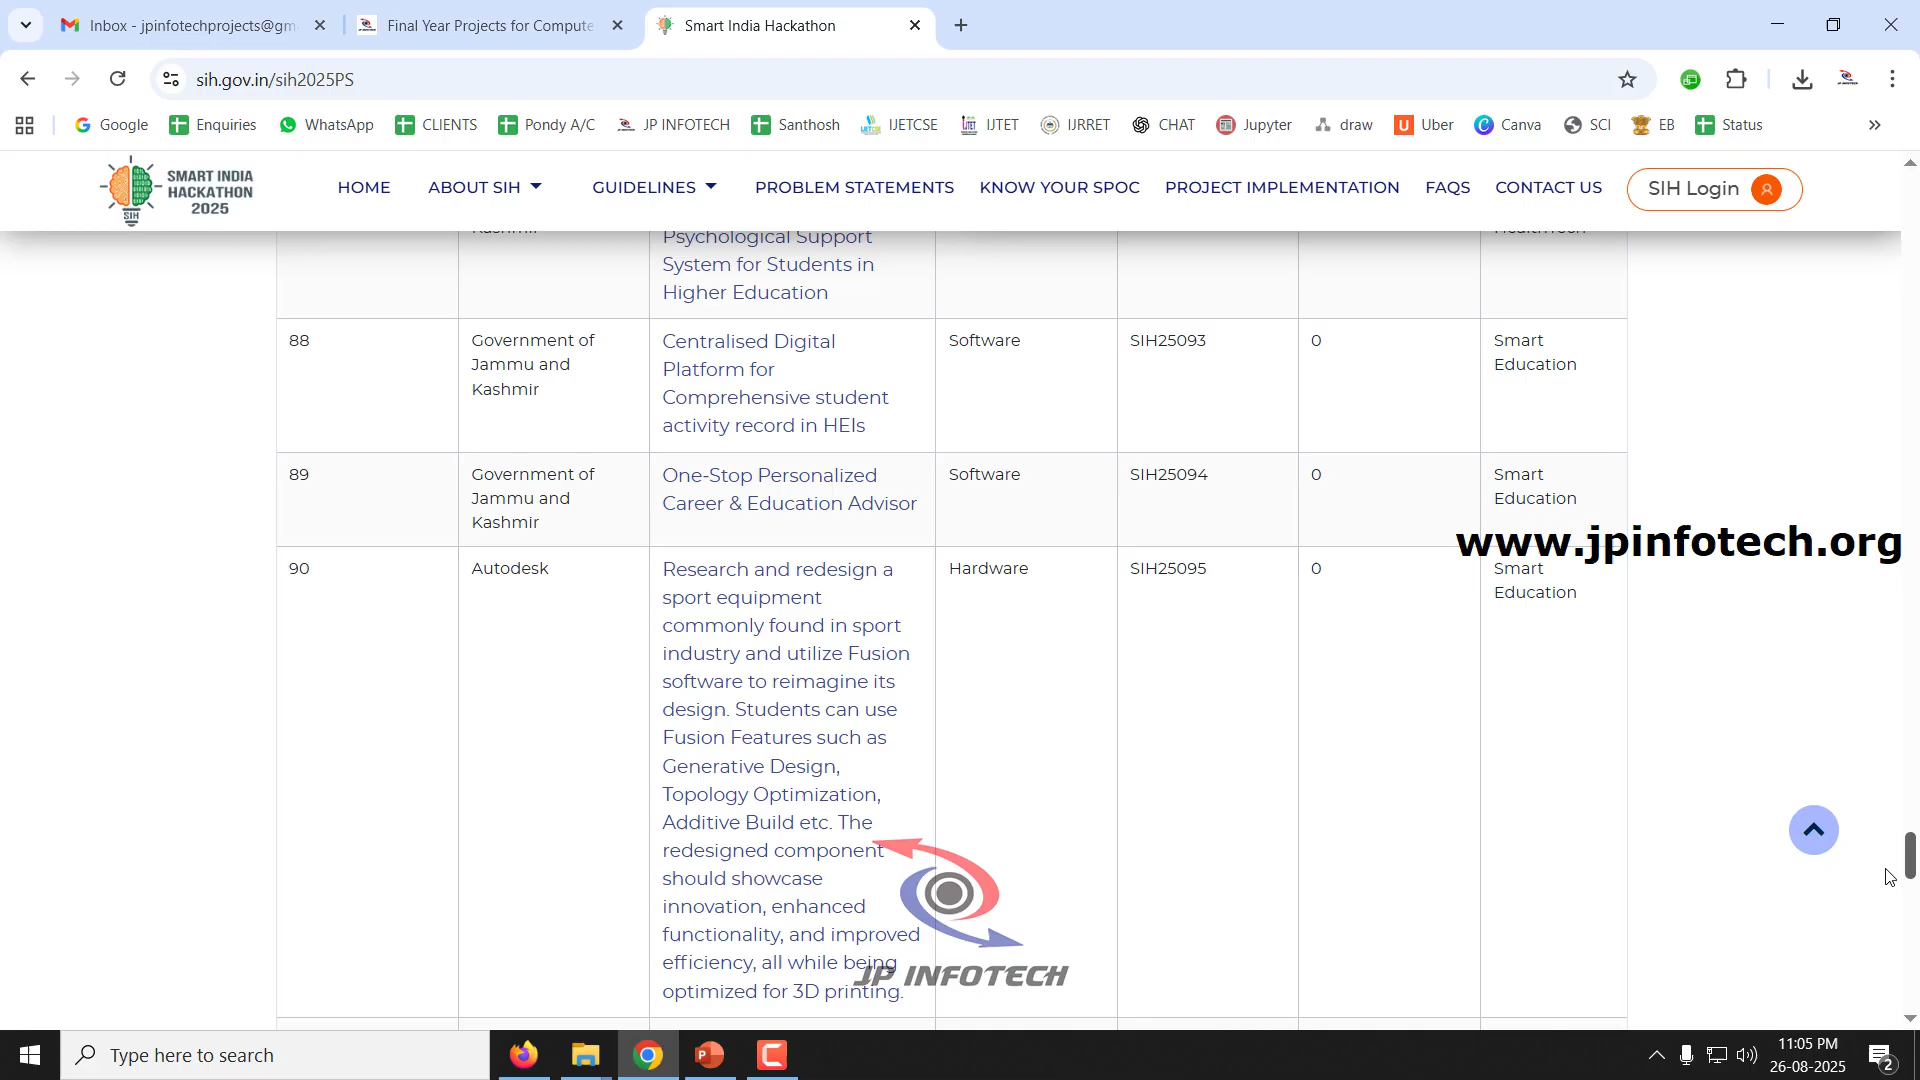 Inbox - jpinfotechprojects@gm
Final Year Projects for Compute
Smart India Hackathon
sih.gov.in/sih2025PS
Google
Enquiries
WhatsApp
CLIENTS
Pondy A/C
JP INFOTECH
Santhosh
IJETCSE
IJTET
IJRRET
CHAT
Jupyter
draw
Uber
Canva
SCI
EB
Status
SMART INDIA
HACKATHON
2025
SIH
HOME
ABOUT SIH
GUIDELINES
PROBLEM STATEMENTS
KNOW YOUR SPOC
PROJECT IMPLEMENTATION
FAQS
CONTACT US
SIH Login
Psychological Support
System for Students in
Higher Education
88
Government of
Jammu and
Kashmir
Centralised Digital
Platform for
Comprehensive student
activity record in HEIs
Software
SIH25093
0
Smart
Education
89
Government of
Jammu and
Kashmir
One-Stop Personalized
Career & Education Advisor
Software
SIH25094
0
Smart
Education
www.jpinfotech.org
90
Autodesk
Research and redesign a
sport equipment
commonly found in sport
industry and utilize Fusion
software to reimagine its
design. Students can use
Fusion Features such as
Generative Design,
Topology Optimization,
Additive Build etc. The
redesigned component
should showcase
innovation, enhanced
functionality, and improved
efficiency, all while being
optimized for 3D printing.
Hardware
SIH25095
0
Smart
Education
JP INFOTECH
Type here to search
11:05 PM
26-08-2025
2